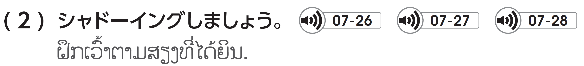 (2) シャドーイングしましょう。 07-26 07-27 07-28
ຝຶກເວົ້າຕາມສຽງທີ່ໄດ້ຍິນ.